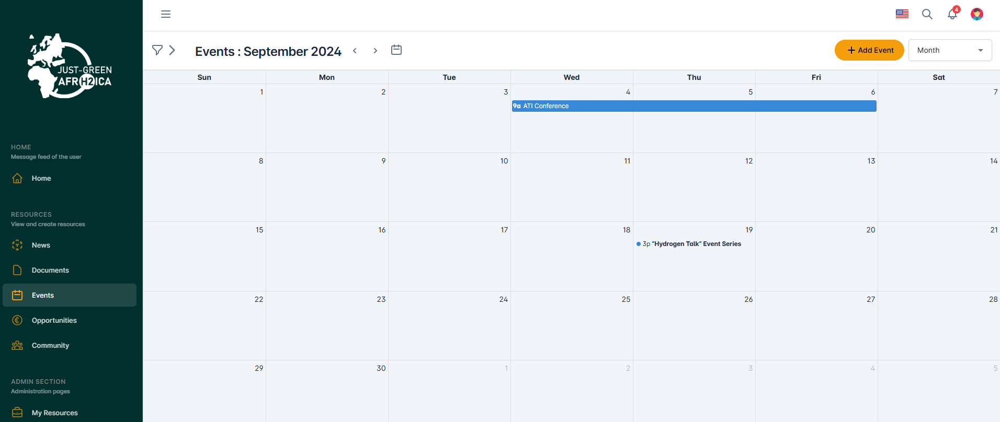 JUST-GREEN
AFRH2ICA
HOME
Message feed of the user
Home
RESOURCES
View and create resources
News
Documents
Events
Opportunities
Community
ADMIN SECTION
Administration pages
My Resources
4
Events : September 2024
+ Add Event
Month
Sun Mon Tue Wed Thu Fri Sat
1 2 3 4 5 6 7
9a ATI Conference
8 9 10 11 12 13 14
15 16 17 18 19 20 21
3p “Hydrogen Talk” Event Series
22 23 24 25 26 27 28
29 30 1 2 3 4 5